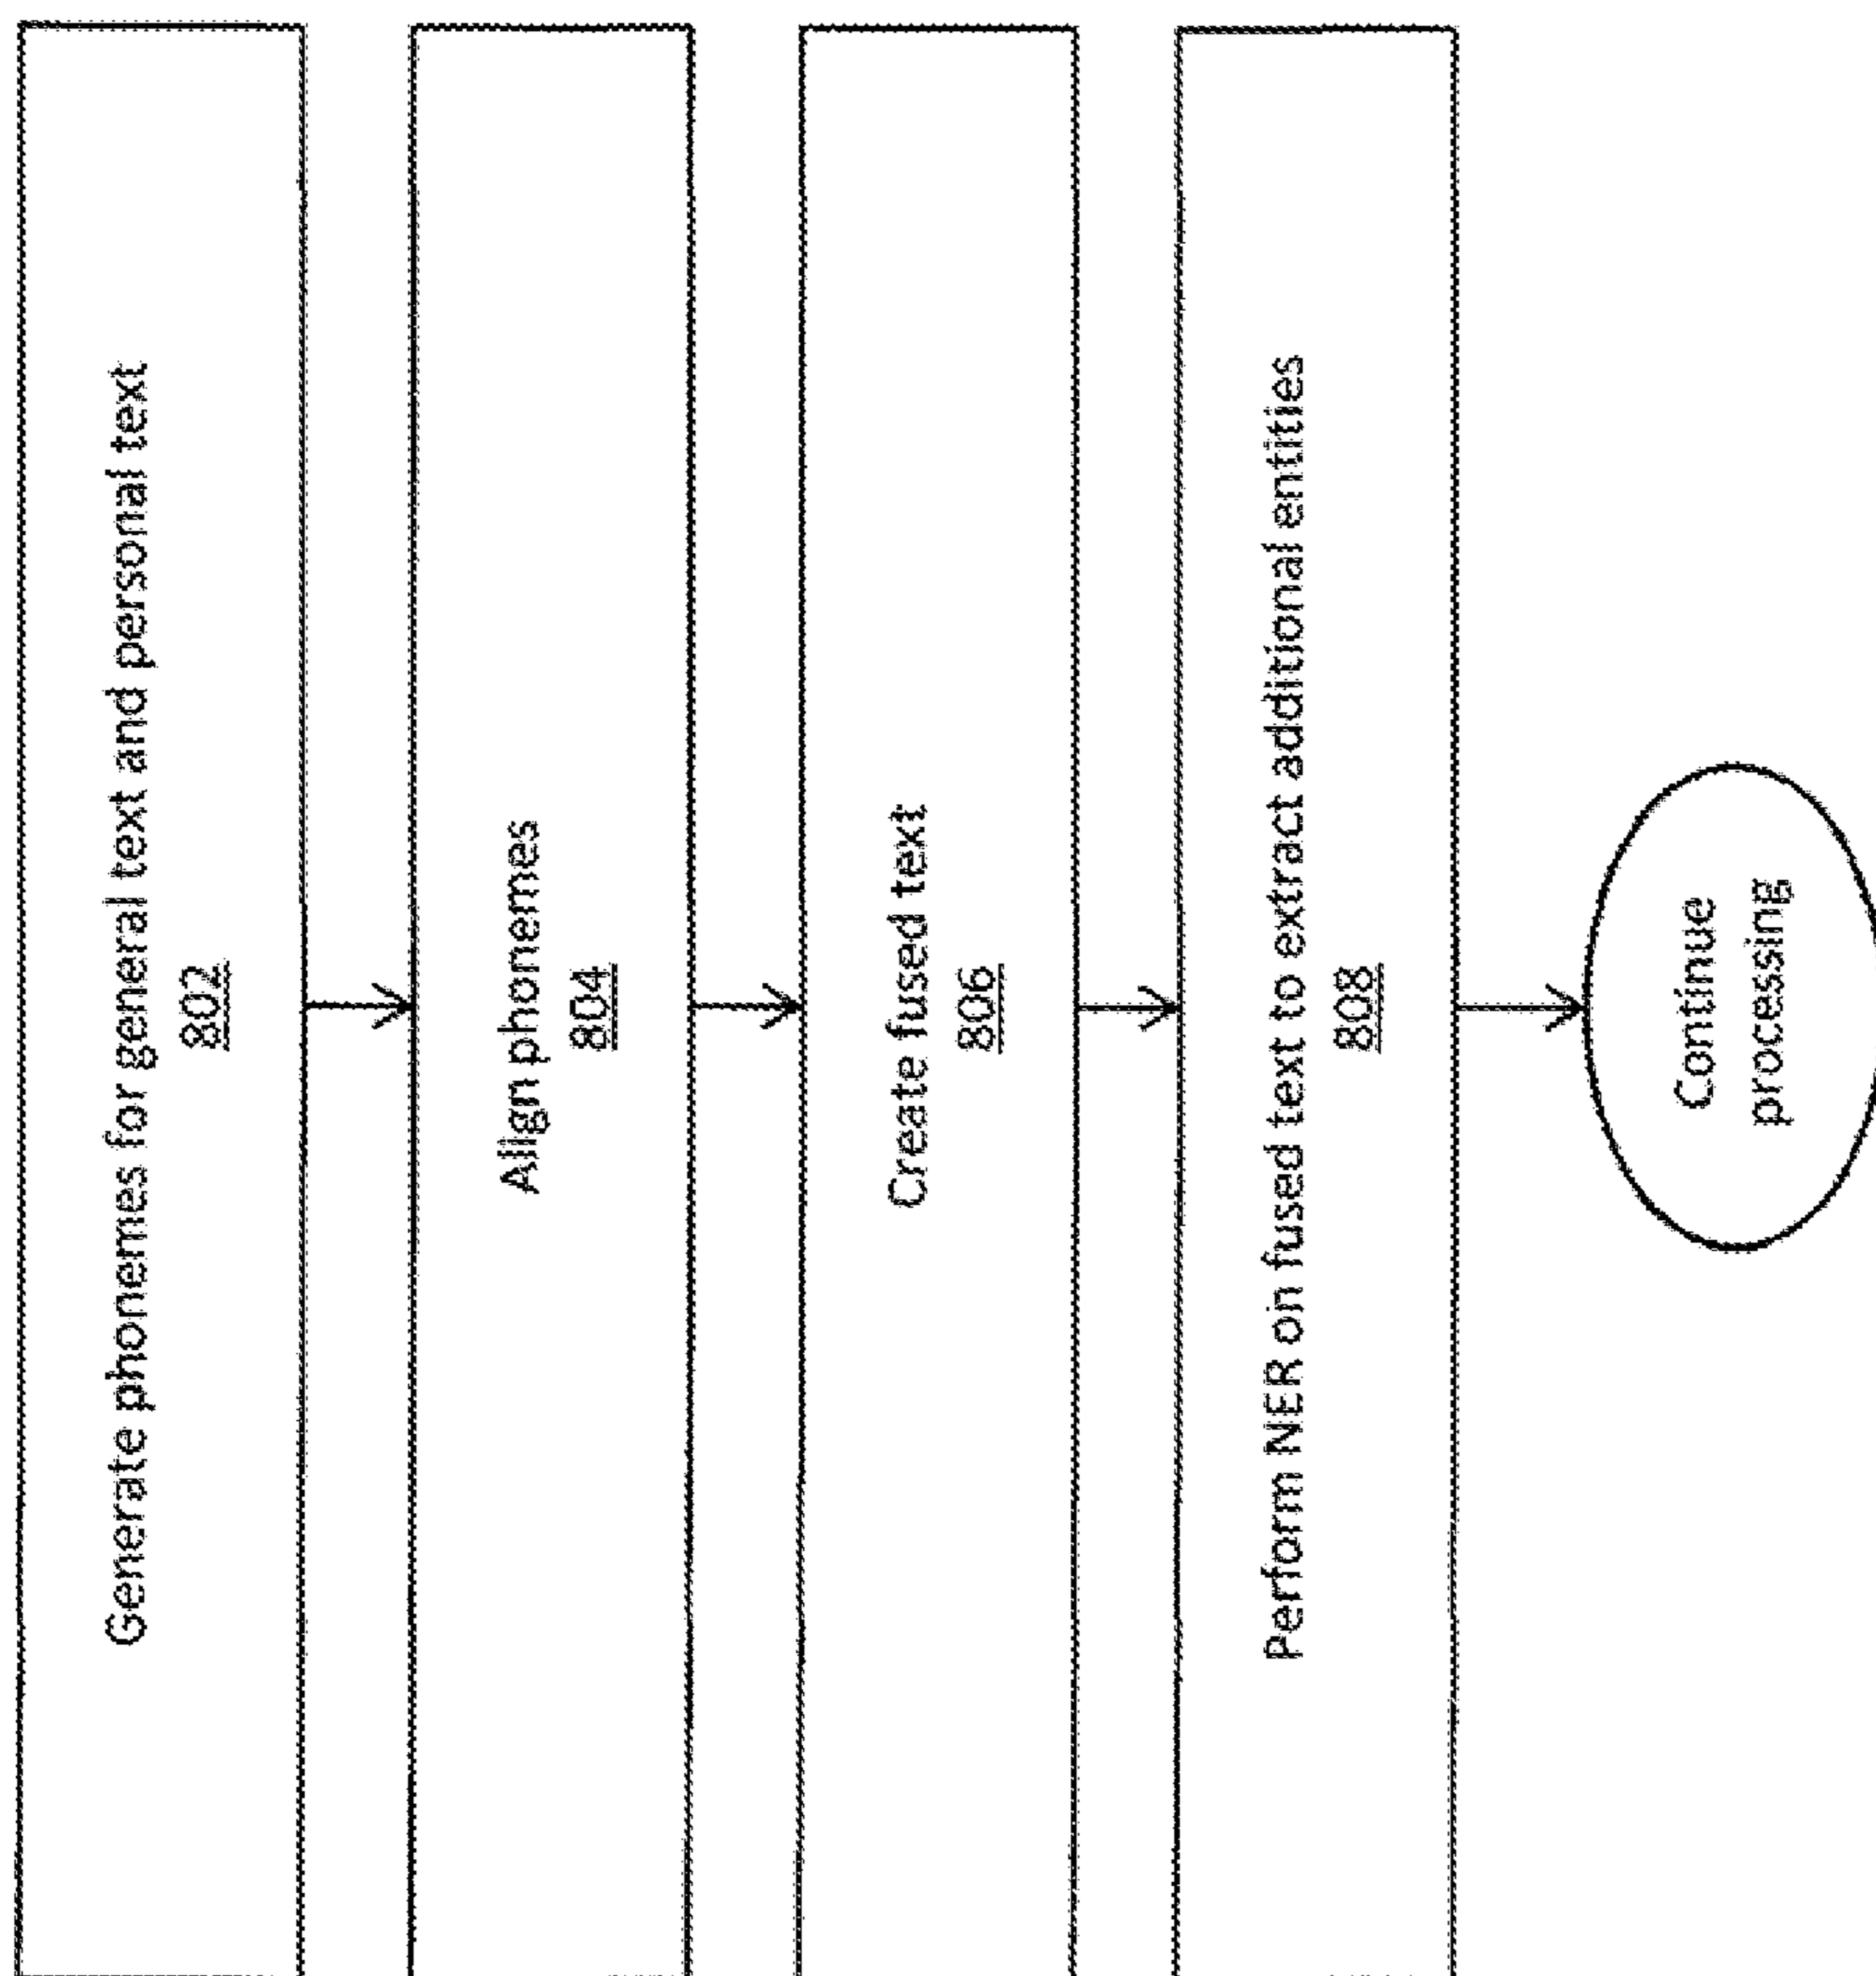 Generate phonemes for general text and personal text
802
Align phonemes
804
Create fused text
806
Perform NER on fused text to extract additional entities
808
Continue
processing